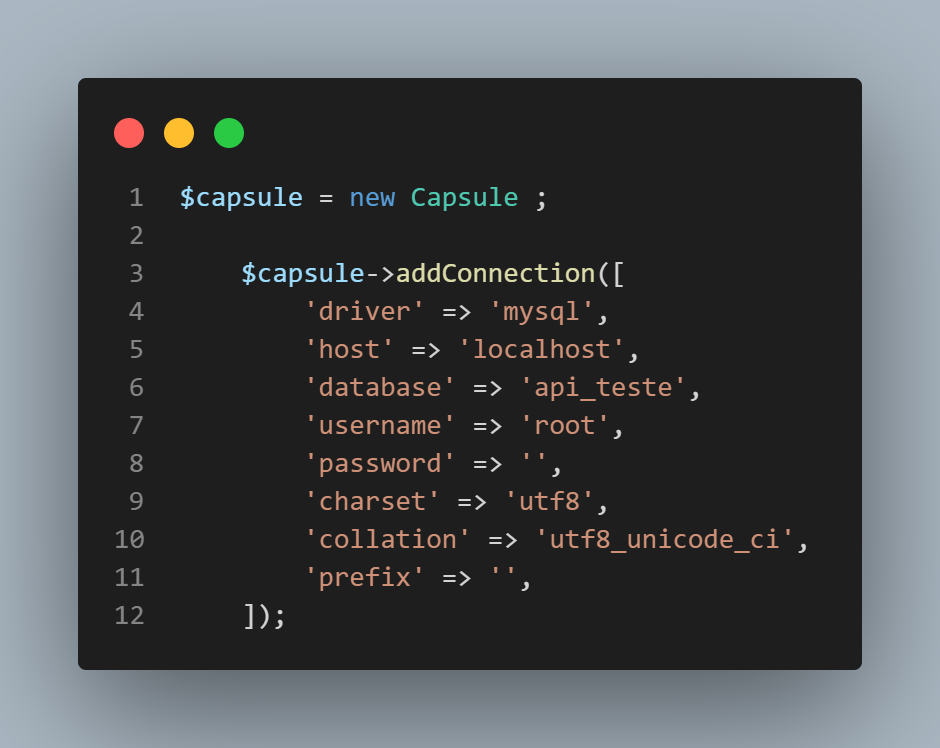 1 $capsule = new Capsule ;
2
3 $capsule->addConnection([
4 'driver' => 'mysql',
5 'host' => 'localhost',
6 'database' => 'api_teste',
7 'username' => 'root',
8 'password' => '',
9 'charset' => 'utf8',
10 'collation' => 'utf8_unicode_ci',
11 'prefix' => '',
12 ]);